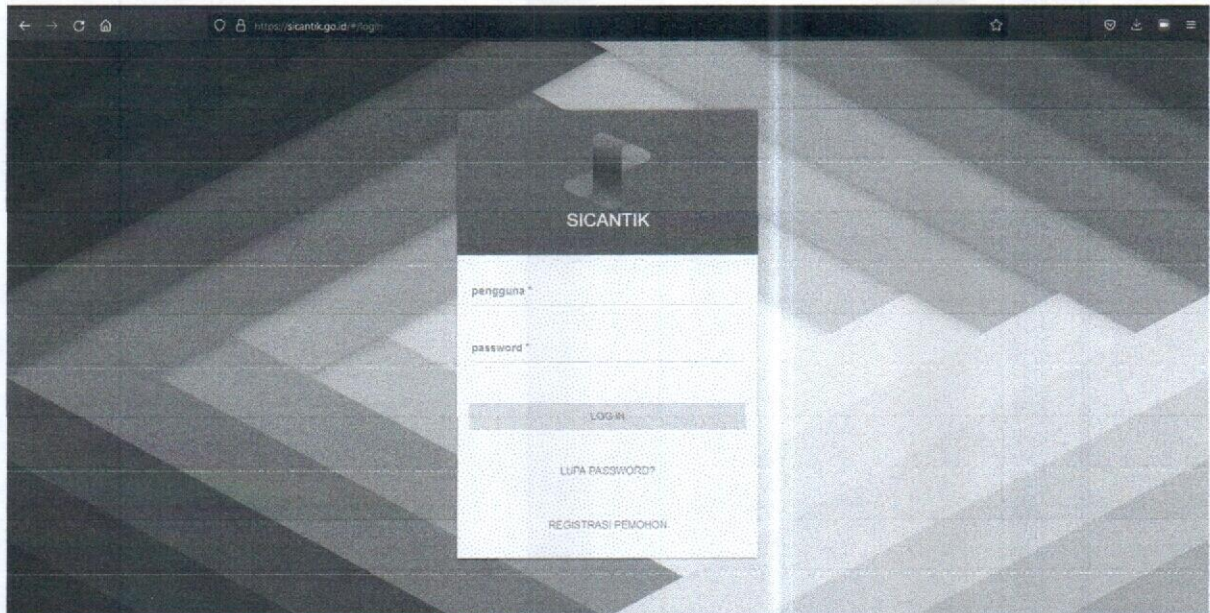 https://sicantik.go.id/#/login
SICANTIK
pengguna *
password *
LOG IN
LUPA PASSWORD?
REGISTRASI PEMOHON